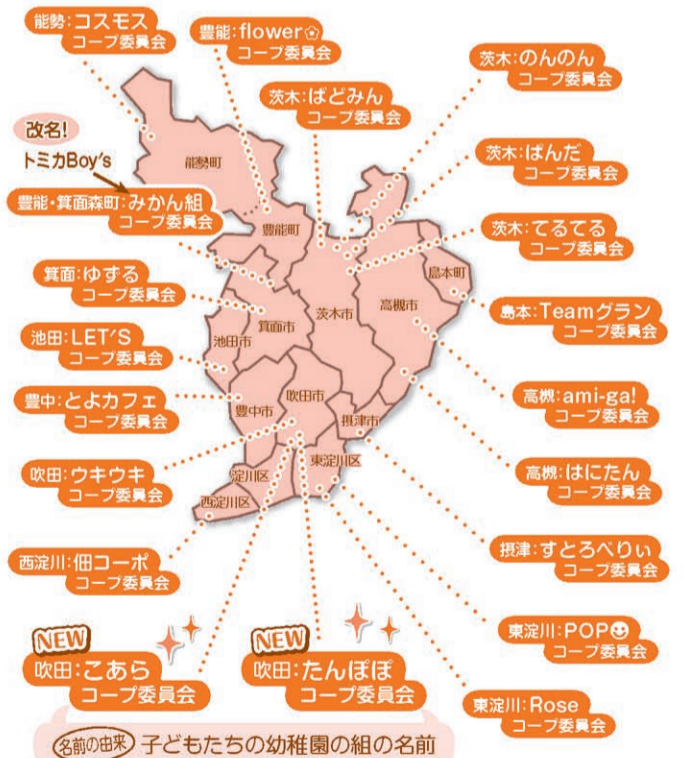 能勢:コスモス
コープ委員会
豊能:flower✿
コープ委員会
茨木:ばどみん
コープ委員会
茨木:のんのん
コープ委員会
茨木:ぱんだ
コープ委員会
茨木:てるてる
コープ委員会
改名!
トミカBoy's
豊能・箕面森町:みかん組
コープ委員会
箕面:ゆずる
コープ委員会
池田:LET'S
コープ委員会
豊中:とよカフェ
コープ委員会
吹田:ウキウキ
コープ委員会
西淀川:佃コーポ
コープ委員会
能勢町
豊能町
島本町
茨木市
高槻市
箕面市
池田市
吹田市
豊中市
摂津市
東淀川区
淀川区
西淀川区
島本:Teamグラン
コープ委員会
高槻:ami-ga!
コープ委員会
高槻:はにたん
コープ委員会
摂津:すとろべりぃ
コープ委員会
東淀川:POP☻
コープ委員会
東淀川:Rose
コープ委員会
NEW
吹田:こあら
コープ委員会
NEW
吹田:たんぽぽ
コープ委員会
名前の由来 子どもたちの幼稚園の組の名前